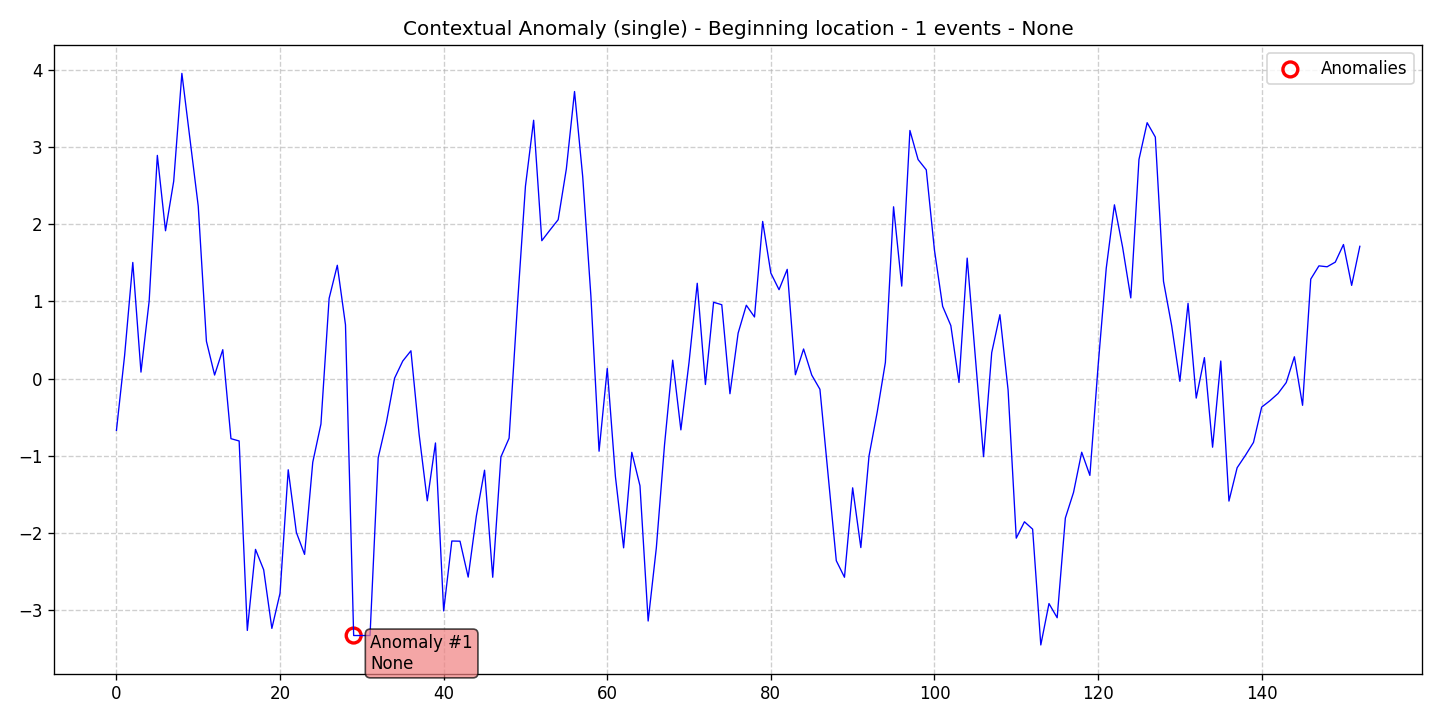 Contextual Anomaly (single) - Beginning location - 1 events - None
Anomalies
4
3
2
1
0
−1
−2
−3
Anomaly #1
None
0 20 40 60 80 100 120 140